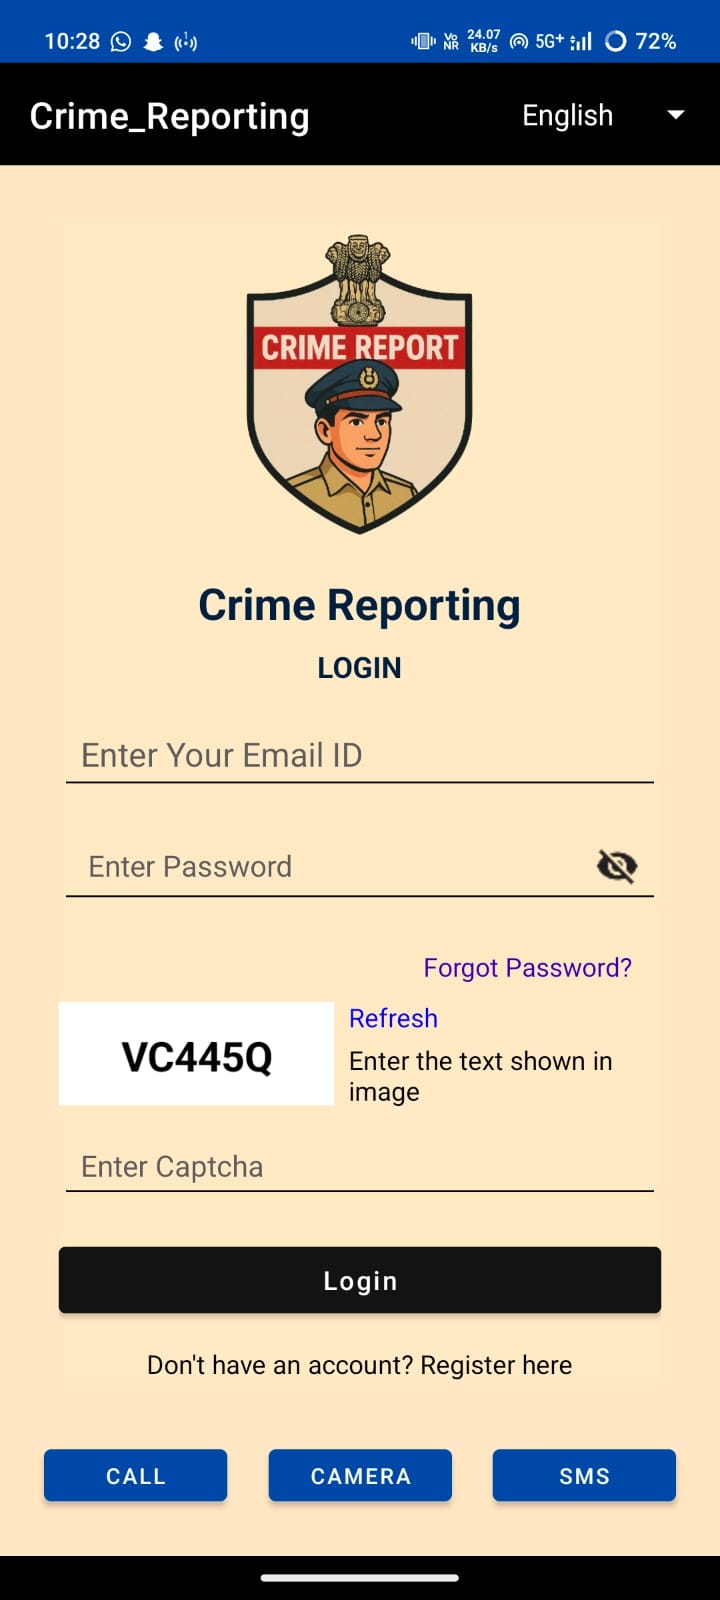 10:28 Vo NR 24.07 KB/s 5G+ 72%
Crime_Reporting English
CRIME REPORT
Crime Reporting
LOGIN
Enter Your Email ID
Enter Password
Forgot Password?
VC445Q
Refresh
Enter the text shown in
image
Enter Captcha
Login
Don't have an account? Register here
CALL CAMERA SMS